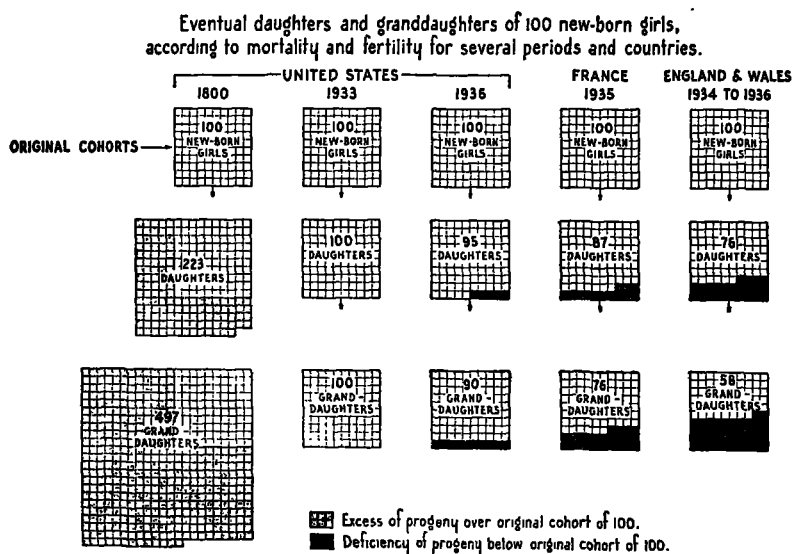 Eventual daughters and granddaughters of 100 new-born girls,
according to mortality and fertility for several periods and countries.
UNITED STATES
FRANCE
ENGLAND & WALES
1800
1933
1936
1935
1934 TO 1936
ORIGINAL COHORTS
100
NEW-BORN
GIRLS
100
NEW-BORN
GIRLS
100
NEW-BORN
GIRLS
100
NEW-BORN
GIRLS
100
NEW-BORN
GIRLS
223
DAUGHTERS
100
DAUGHTERS
95
DAUGHTERS
87
DAUGHTERS
76
DAUGHTERS
497
GRAND-
DAUGHTERS
100
GRAND-
DAUGHTERS
90
GRAND-
DAUGHTERS
76
GRAND-
DAUGHTERS
58
GRAND-
DAUGHTERS
Excess of progeny over original cohort of 100.
Deficiency of progeny below original cohort of 100.